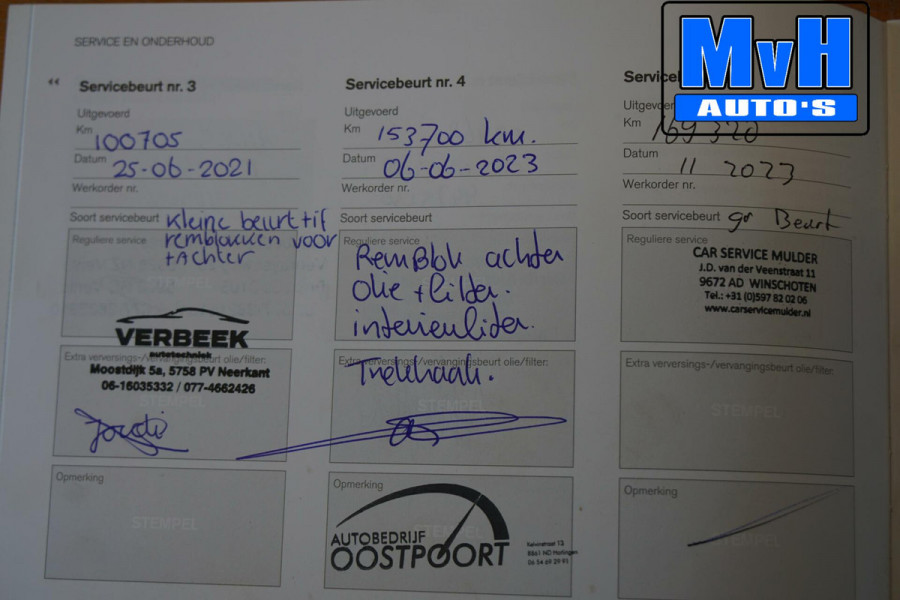 SERVICE EN ONDERHOUD
MvH
AUTO'S
Servicebeurt nr. 3
Uitgevoerd
Km 100705
Datum 25-06-2021
Werkorder nr.
Soort servicebeurt Kleine beurt tif
remblokken voor
+Achter
Reguliere service
VERBEEK
autotechniek
Extra verversings-/vervangingsbeurt olie/filter:
Moostdijk 5a, 5758 PV Neerkant
06-16035332 / 077-4662426
Opmerking
STEMPEL
Servicebeurt nr. 4
Uitgevoerd
Km 153700 km.
Datum 06-06-2023
Werkorder nr.
Soort servicebeurt
Reguliere service
RemBlok achter
Olie + filter.
interieurfilter.
Extra verversings-/vervangingsbeurt olie/filter:
Trekhaak.
STEMPEL
Opmerking
AUTOBEDRIJF
OOSTPOORT
Service
Uitgevoerd
Km 169320
Datum 11 2023
Werkorder nr.
Soort servicebeurt gr Beurt
Reguliere service
CAR SERVICE MULDER
J.D. van der Veenstraat 11
9672 AD WINSCHOTEN
Tel.: +31 (0)597 82 02 06
www.carservicemulder.nl
Extra verversings-/vervangingsbeurt olie/filter:
STEMPEL
Opmerking